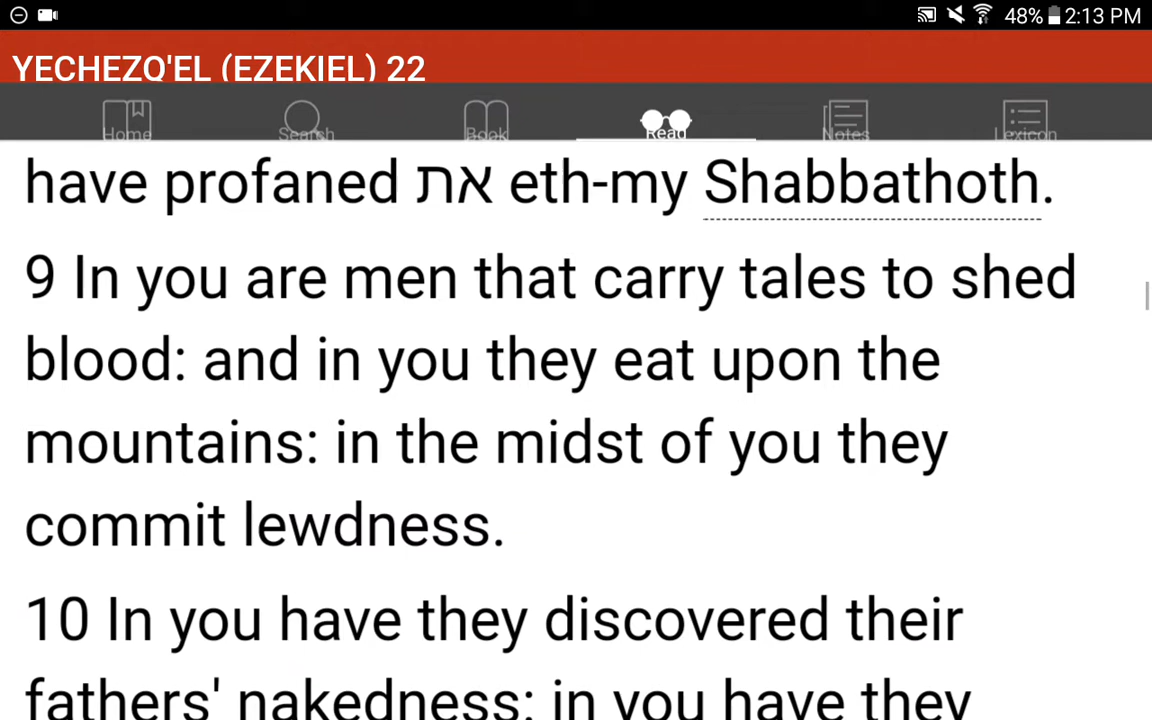 48% 2:13 PM
YECHEZQ'EL (EZEKIEL) 22
Home Search Book Read Notes Lexicon
have profaned את eth-my Shabbathoth.
9 In you are men that carry tales to shed
blood: and in you they eat upon the
mountains: in the midst of you they
commit lewdness.
10 In you have they discovered their
fathers' nakedness: in you have they